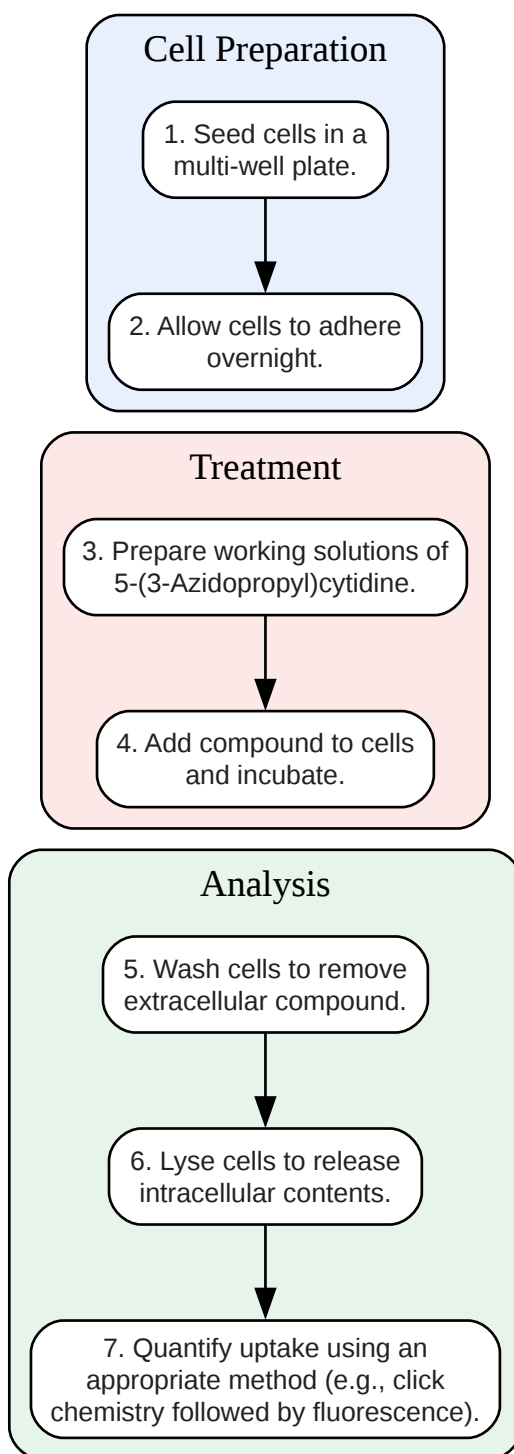 Cell Preparation
1. Seed cells in a
multi-well plate.
2. Allow cells to adhere
overnight.
Treatment
3. Prepare working solutions of
5-(3-Azidopropyl)cytidine.
4. Add compound to cells
and incubate.
Analysis
5. Wash cells to remove
extracellular compound.
6. Lyse cells to release
intracellular contents.
7. Quantify uptake using an
appropriate method (e.g., click
chemistry followed by fluorescence).